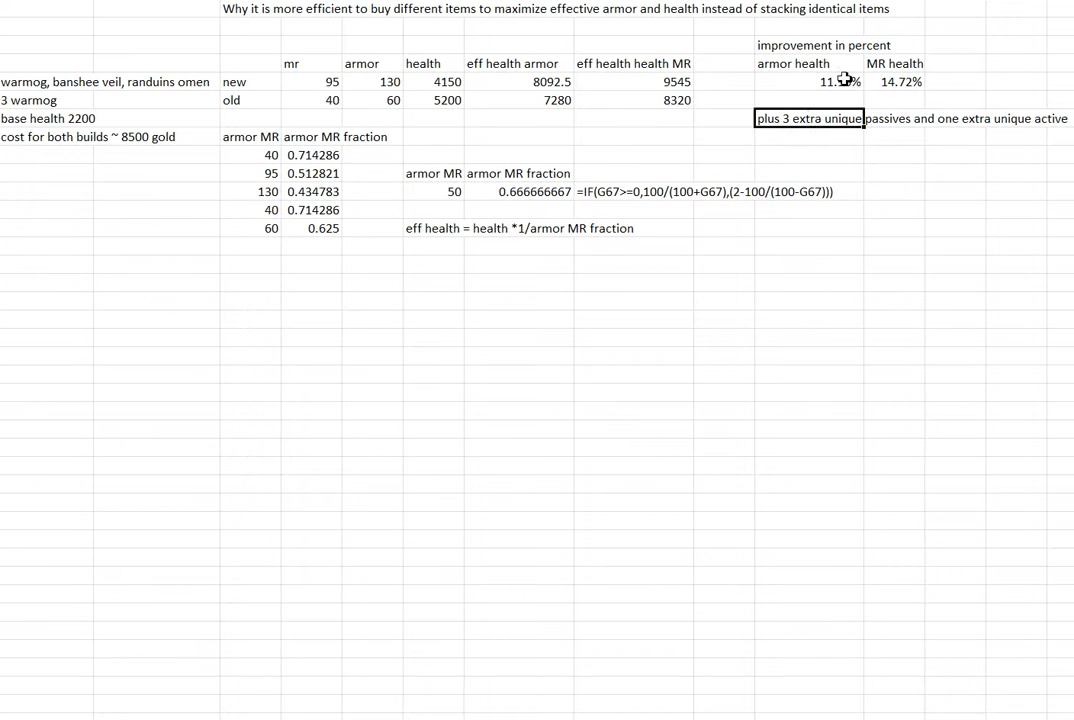 Why it is more efficient to buy different items to maximize effective armor and health instead of stacking identical items
improvement in percent
mr armor health eff health armor eff health health MR armor health MR health
warmog, banshee veil, randuins omen new 95 130 4150 8092.5 9545 14.72%
3 warmog old 40 60 5200 7280 8320
base health 2200 plus 3 extra unique passives and one extra unique active
cost for both builds ~ 8500 gold armor MR armor MR fraction
40 0.714286
95 0.512821 armor MR armor MR fraction
130 0.434783 50 0.666666667 =IF(G67>=0,100/(100+G67),(2-100/(100-G67)))
40 0.714286
60 0.625 eff health = health *1/armor MR fraction